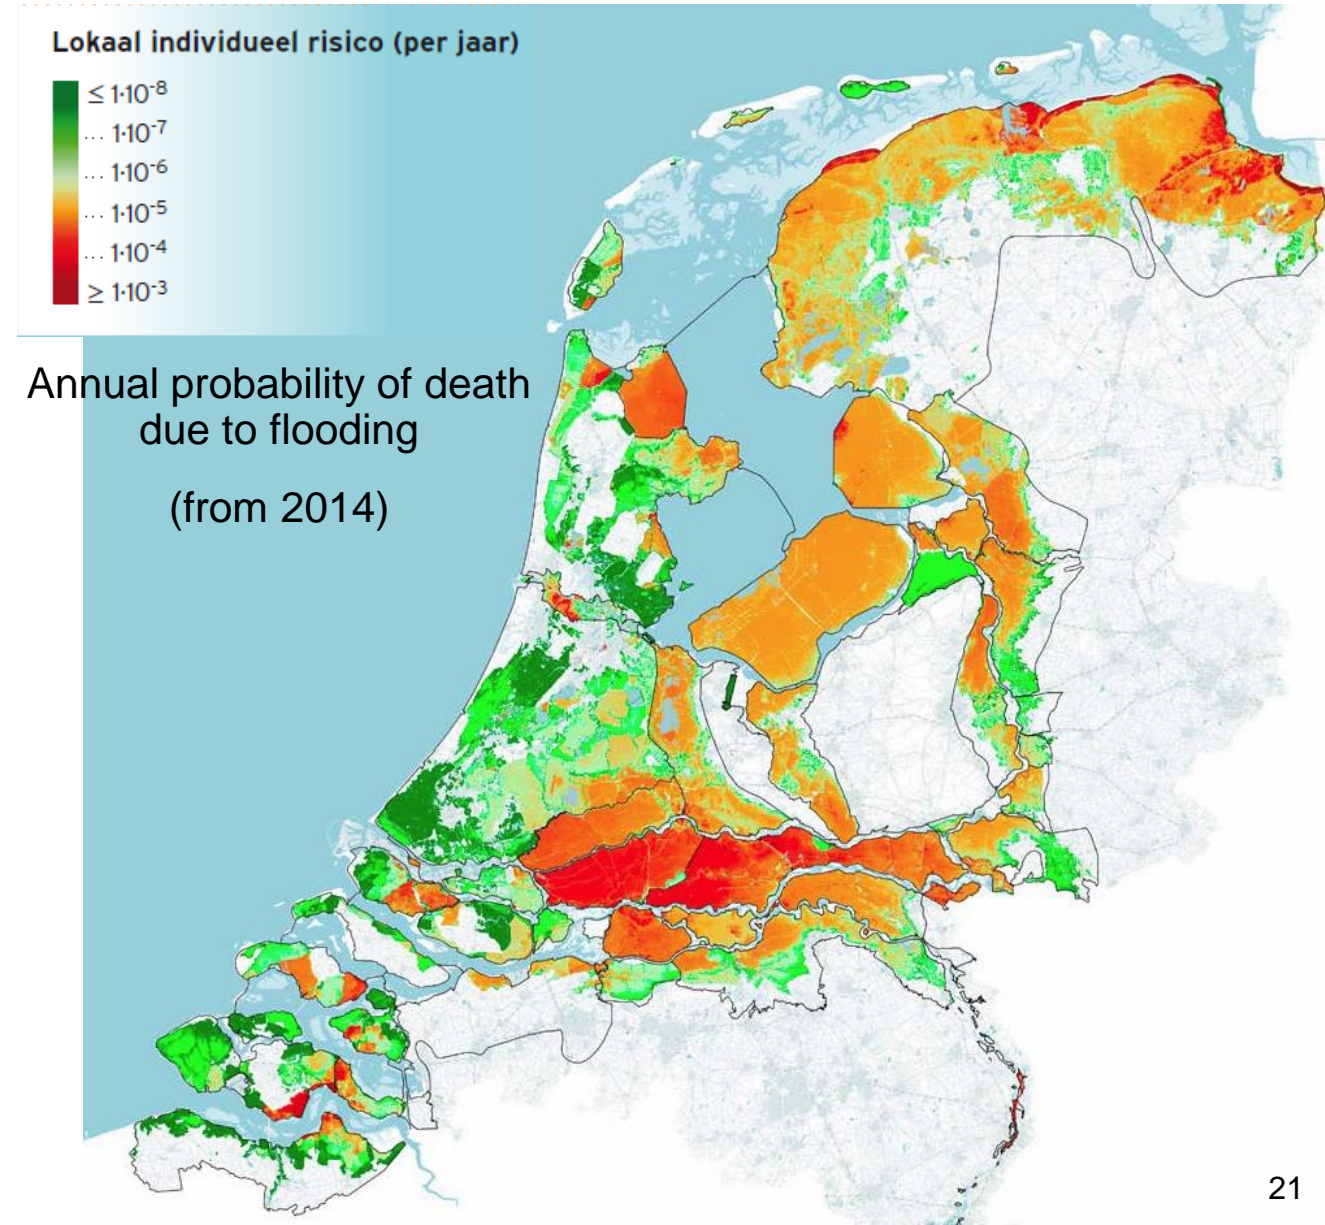 Lokaal individueel risico (per jaar)
≤ 1·10⁻⁸
... 1·10⁻⁷
... 1·10⁻⁶
... 1·10⁻⁵
... 1·10⁻⁴
≥ 1·10⁻³
Annual probability of death
due to flooding
(from 2014)
21